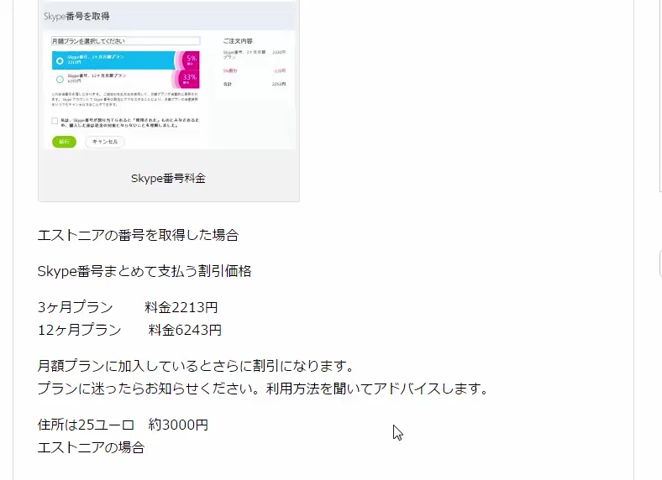 Skype番号を取得
月額プランを選択してください
ご注文内容
5%
33%
キャンセル
Skype番号料金
エストニアの番号を取得した場合
Skype番号まとめて支払う割引価格
3ヶ月プラン　　料金2213円
12ヶ月プラン　　料金6243円
月額プランに加入しているとさらに割引になります。
プランに迷ったらお知らせください。利用方法を聞いてアドバイスします。
住所は25ユーロ　約3000円
エストニアの場合